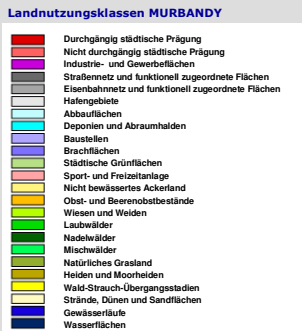 Landnutzungsklassen MURBANDY
Durchgängig städtische Prägung
Nicht durchgängig städtische Prägung
Industrie- und Gewerbeflächen
Straßennetz und funktionell zugeordnete Flächen
Eisenbahnnetz und funktionell zugeordnete Flächen
Hafengebiete
Abbauflächen
Deponien und Abraumhalden
Baustellen
Brachflächen
Städtische Grünflächen
Sport- und Freizeitanlage
Nicht bewässertes Ackerland
Obst- und Beerenobstbestände
Wiesen und Weiden
Laubwälder
Nadelwälder
Mischwälder
Natürliches Grasland
Heiden und Moorheiden
Wald-Strauch-Übergangsstadien
Strände, Dünen und Sandflächen
Gewässerläufe
Wasserflächen